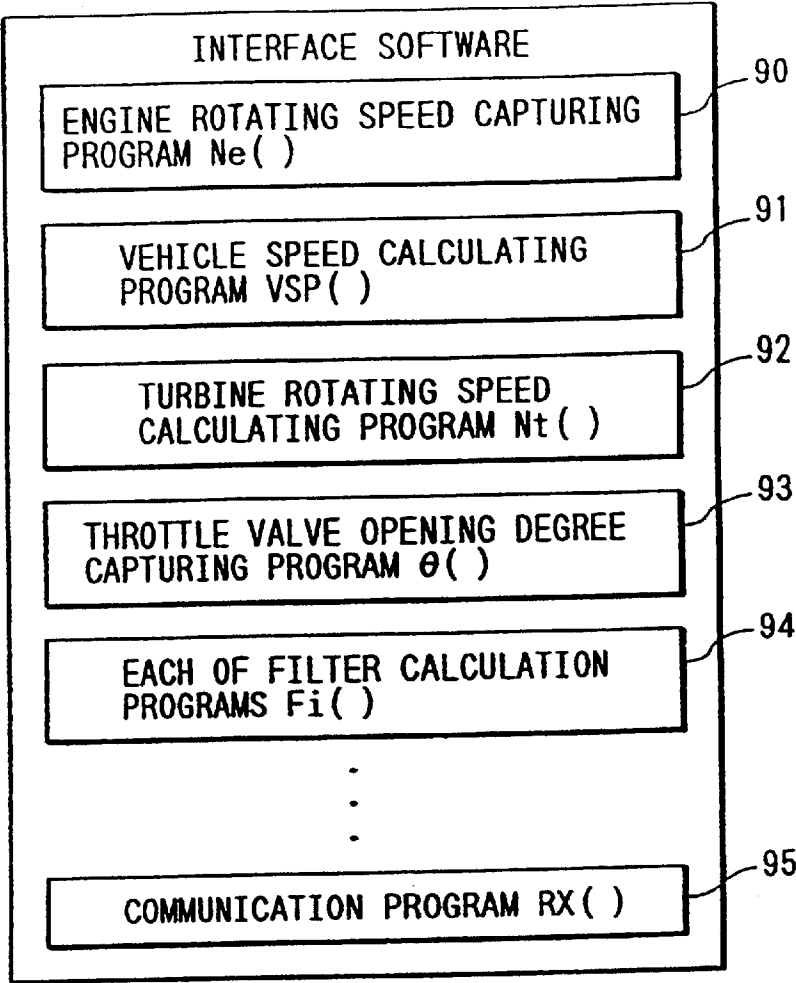 INTERFACE SOFTWARE
90
ENGINE ROTATING SPEED CAPTURING
PROGRAM Ne( )
91
VEHICLE SPEED CALCULATING
PROGRAM VSP( )
92
TURBINE ROTATING SPEED
CALCULATING PROGRAM Nt( )
93
THROTTLE VALVE OPENING DEGREE
CAPTURING PROGRAM θ( )
94
EACH OF FILTER CALCULATION
PROGRAMS Fi( )
95
COMMUNICATION PROGRAM RX( )